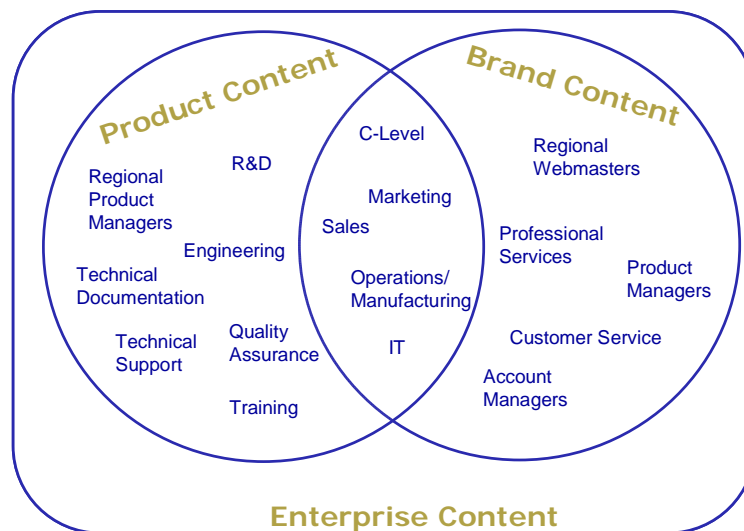 Product Content
Brand Content
C-Level
R&D
Regional
Webmasters
Regional
Product
Managers
Marketing
Sales
Engineering
Professional
Services
Technical
Documentation
Operations/
Manufacturing
Product
Managers
Technical
Support
Quality
Assurance
IT
Customer Service
Account
Managers
Training
Enterprise Content